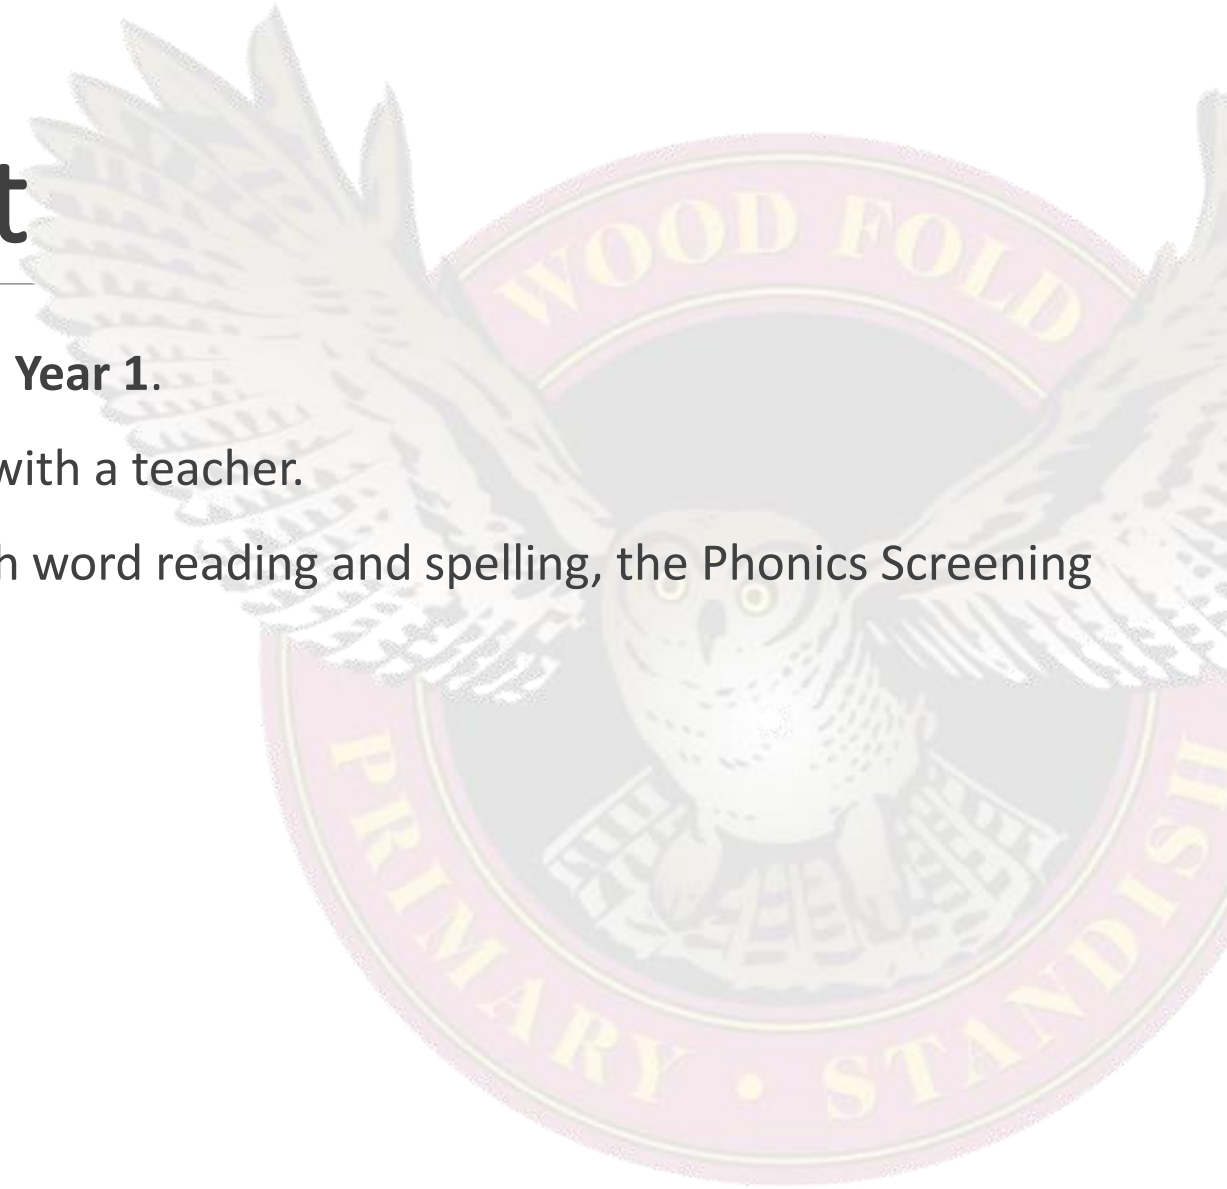 t
Year 1.
with a teacher.
h word reading and spelling, the Phonics Screening
WOOD FOLD
PRIMARY • STANDISH